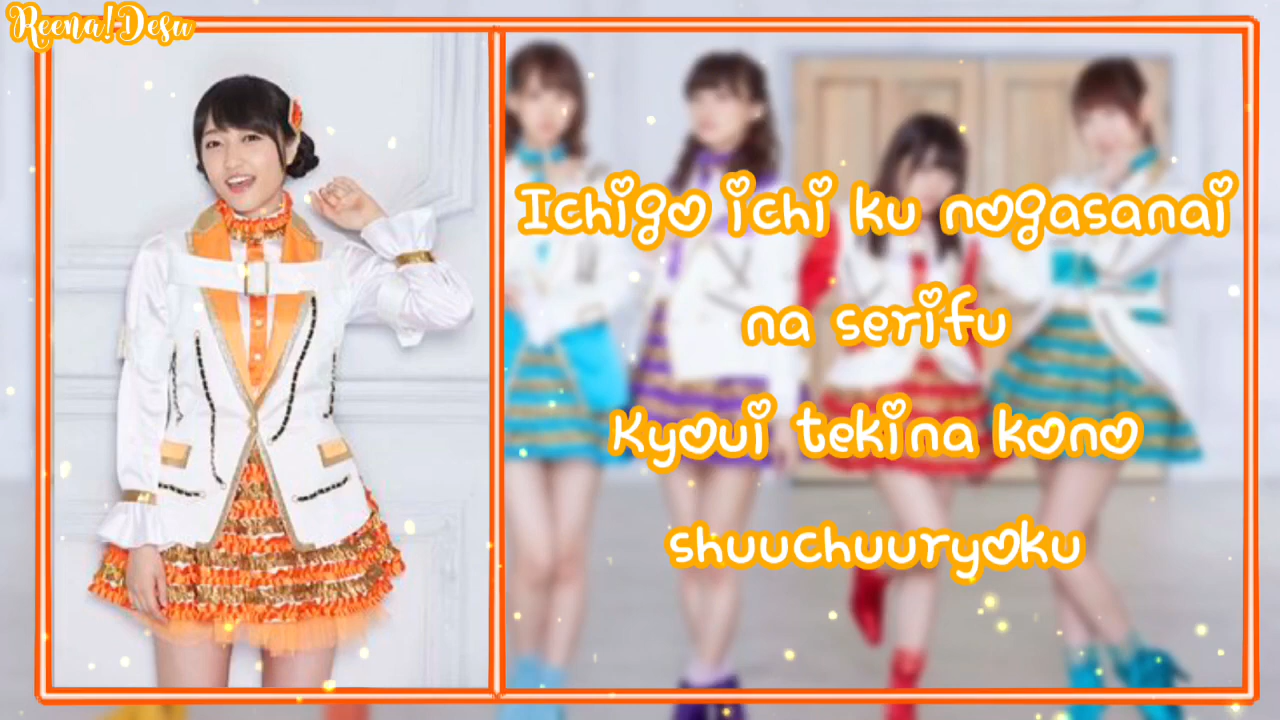 Reena!Desu
Ichigo ichi ku nogasanai
na serifu
Kyoui tekina kono
shuuchuuryoku